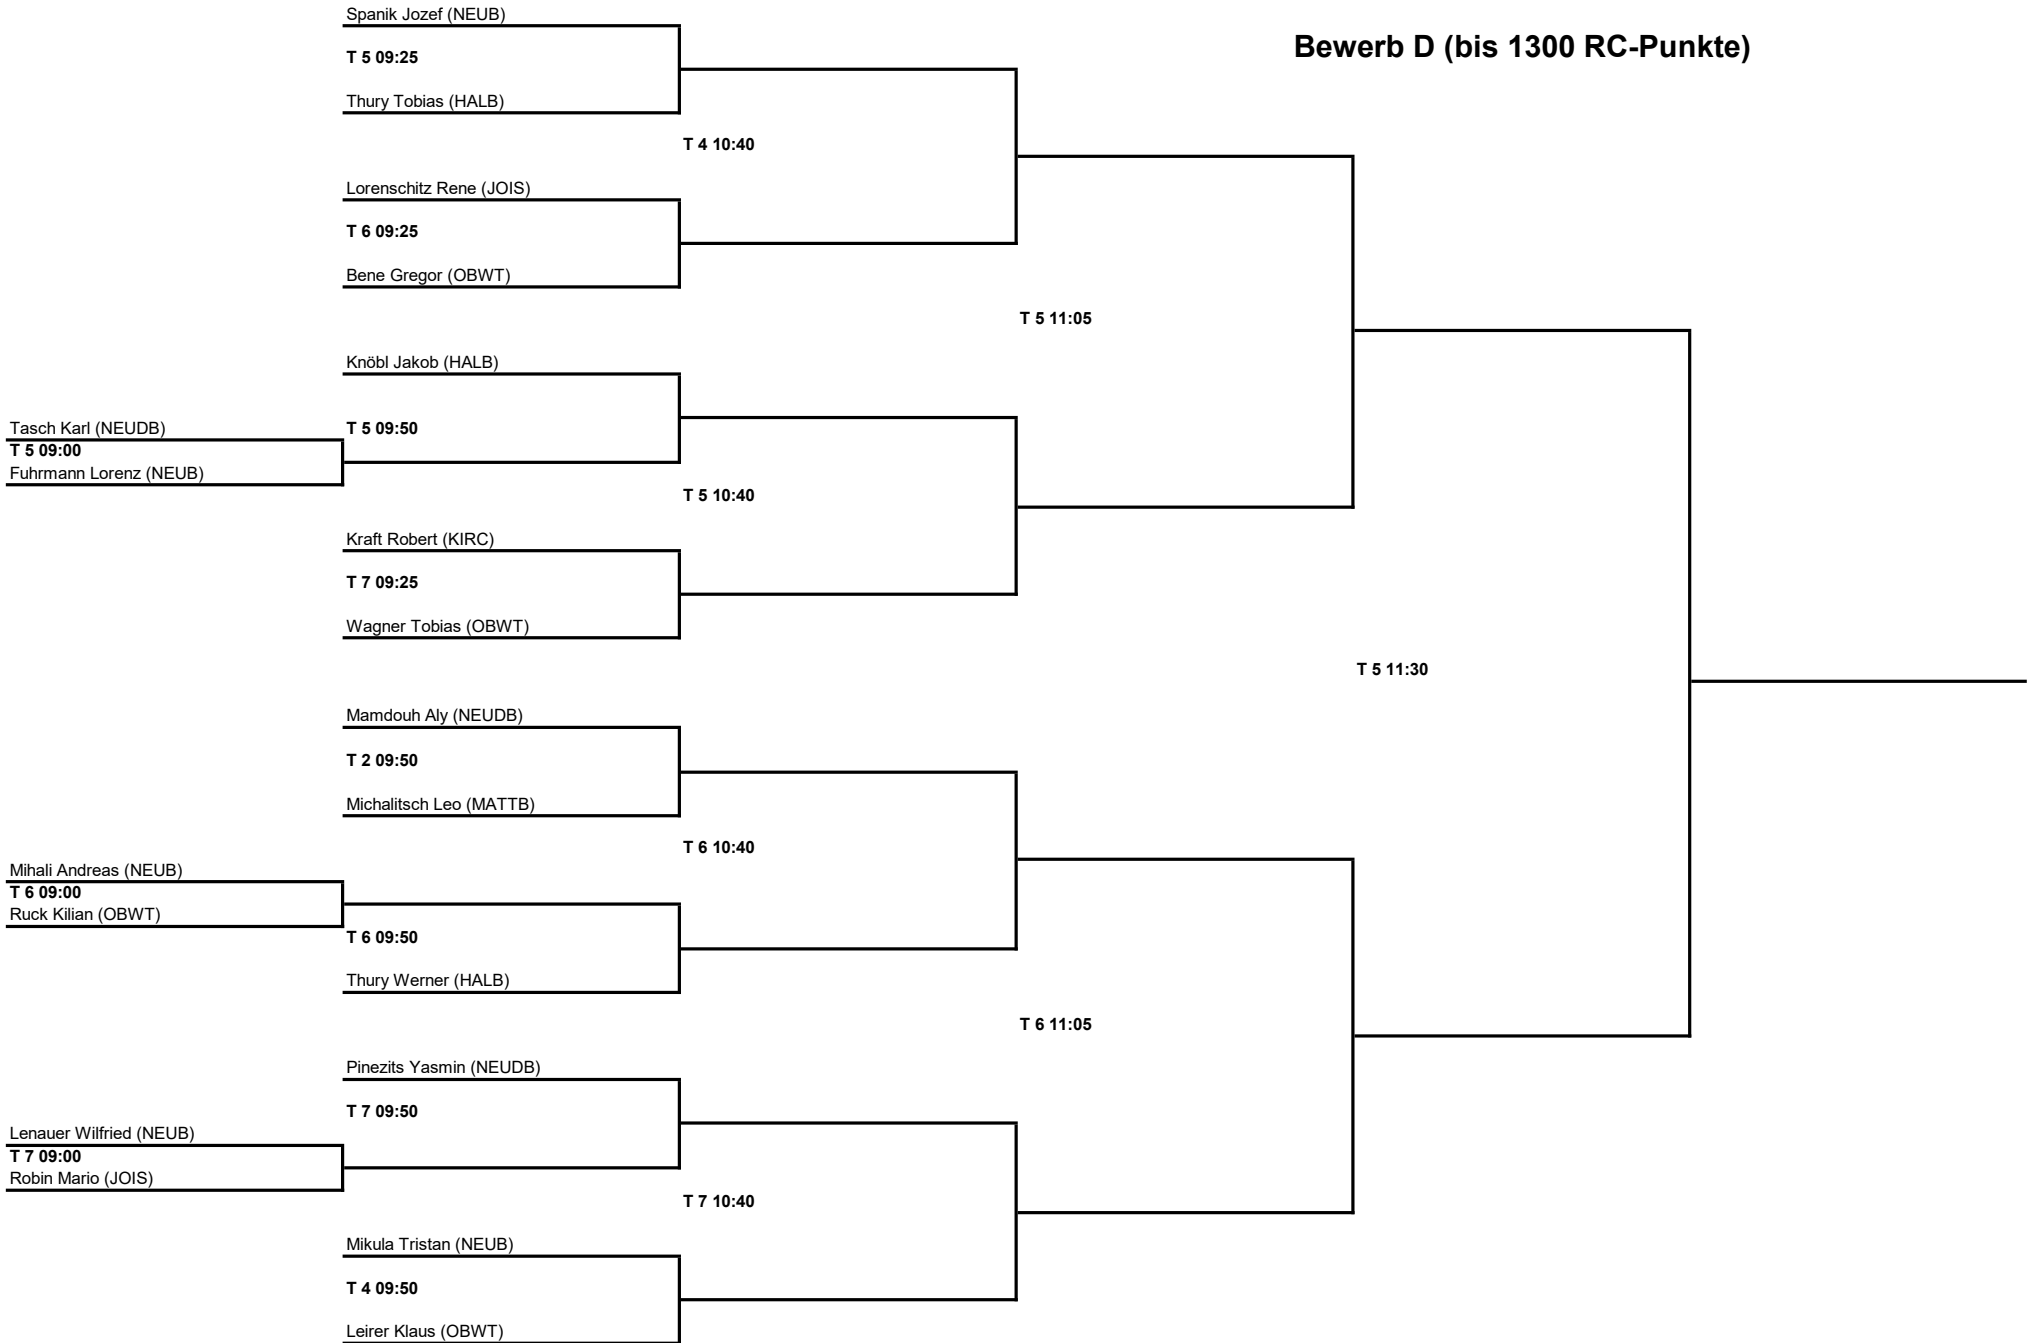 Spanik Jozef (NEUB)
Bewerb D (bis 1300 RC-Punkte)
T 5 09:25
Thury Tobias (HALB)
T 4 10:40
Lorenschitz Rene (JOIS)
T 6 09:25
Bene Gregor (OBWT)
T 5 11:05
Knöbl Jakob (HALB)
Tasch Karl (NEUDB)
T 5 09:50
T 5 09:00
Fuhrmann Lorenz (NEUB)
T 5 10:40
Kraft Robert (KIRC)
T 7 09:25
Wagner Tobias (OBWT)
T 5 11:30
Mamdouh Aly (NEUDB)
T 2 09:50
Michalitsch Leo (MATTB)
T 6 10:40
Mihali Andreas (NEUB)
T 6 09:00
Ruck Kilian (OBWT)
T 6 09:50
Thury Werner (HALB)
T 6 11:05
Pinezits Yasmin (NEUDB)
T 7 09:50
Lenauer Wilfried (NEUB)
T 7 09:00
Robin Mario (JOIS)
T 7 10:40
Mikula Tristan (NEUB)
T 4 09:50
Leirer Klaus (OBWT)